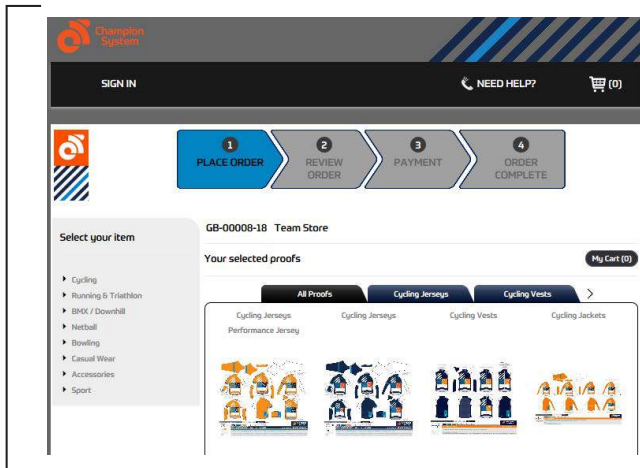 Champion
System
SIGN IN
NEED HELP?
(0)
1
PLACE ORDER
2
REVIEW
ORDER
3
PAYMENT
4
ORDER
COMPLETE
Select your item
GB-00008-18 Team Store
Your selected proofs
My Cart (0)
Cycling
Running & Triathlon
BMX / Downhill
Netball
Bowling
Casual Wear
Accessories
Sport
All Proofs
Cycling Jerseys
Cycling Vests
Cycling Jerseys
Performance Jersey
Cycling Jerseys
Cycling Vests
Cycling Jackets